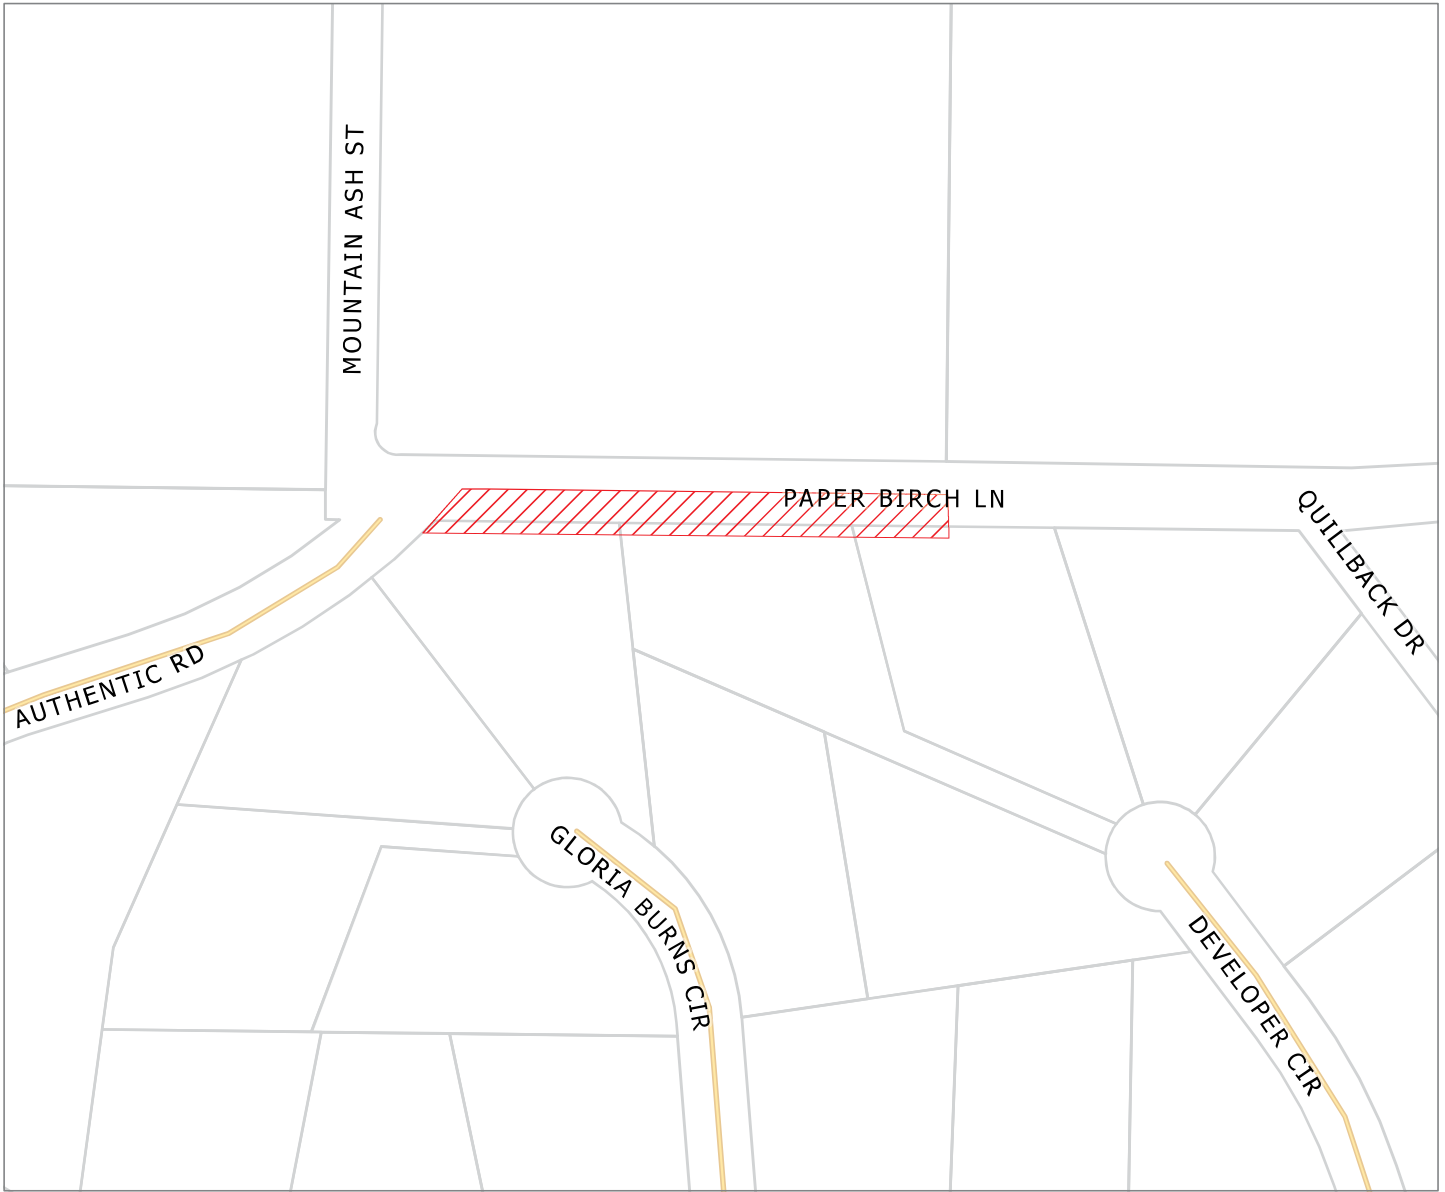 MOUNTAIN ASH ST
PAPER BIRCH LN
QUILLBACK DR
AUTHENTIC RD
GLORIA BURNS CIR
DEVELOPER CIR